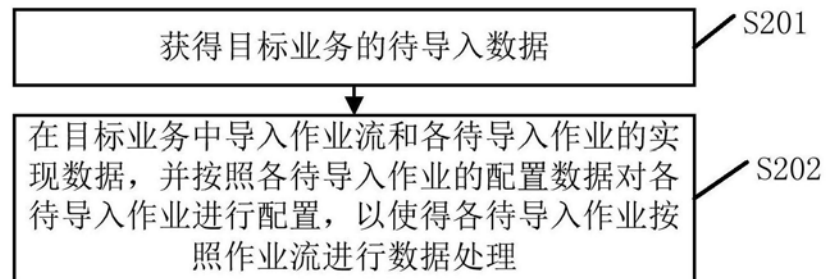 获得目标业务的待导入数据
S201
在目标业务中导入作业流和各待导入作业的实
现数据，并按照各待导入作业的配置数据对各
待导入作业进行配置，以使得各待导入作业按
照作业流进行数据处理
S202